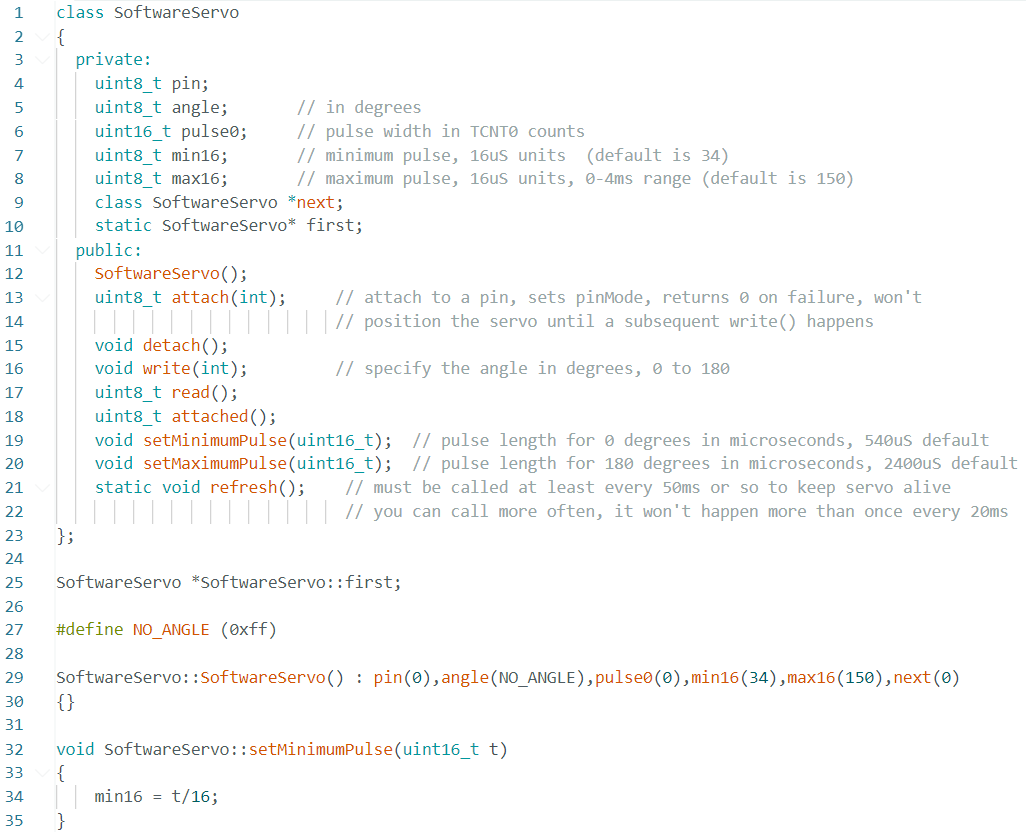 1 class SoftwareServo
2 {
3   private:
4     uint8_t pin;
5     uint8_t angle;       // in degrees
6     uint16_t pulse0;     // pulse width in TCNT0 counts
7     uint8_t min16;       // minimum pulse, 16uS units  (default is 34)
8     uint8_t max16;       // maximum pulse, 16uS units, 0-4ms range (default is 150)
9     class SoftwareServo *next;
10     static SoftwareServo* first;
11   public:
12     SoftwareServo();
13     uint8_t attach(int);     // attach to a pin, sets pinMode, returns 0 on failure, won't
14                              // position the servo until a subsequent write() happens
15     void detach();
16     void write(int);         // specify the angle in degrees, 0 to 180
17     uint8_t read();
18     uint8_t attached();
19     void setMinimumPulse(uint16_t);  // pulse length for 0 degrees in microseconds, 540uS default
20     void setMaximumPulse(uint16_t);  // pulse length for 180 degrees in microseconds, 2400uS default
21     static void refresh();    // must be called at least every 50ms or so to keep servo alive
22                               // you can call more often, it won't happen more than once every 20ms
23 };
24
25 SoftwareServo *SoftwareServo::first;
26
27 #define NO_ANGLE (0xff)
28
29 SoftwareServo::SoftwareServo() : pin(0),angle(NO_ANGLE),pulse0(0),min16(34),max16(150),next(0)
30 {}
31
32 void SoftwareServo::setMinimumPulse(uint16_t t)
33 {
34     min16 = t/16;
35 }